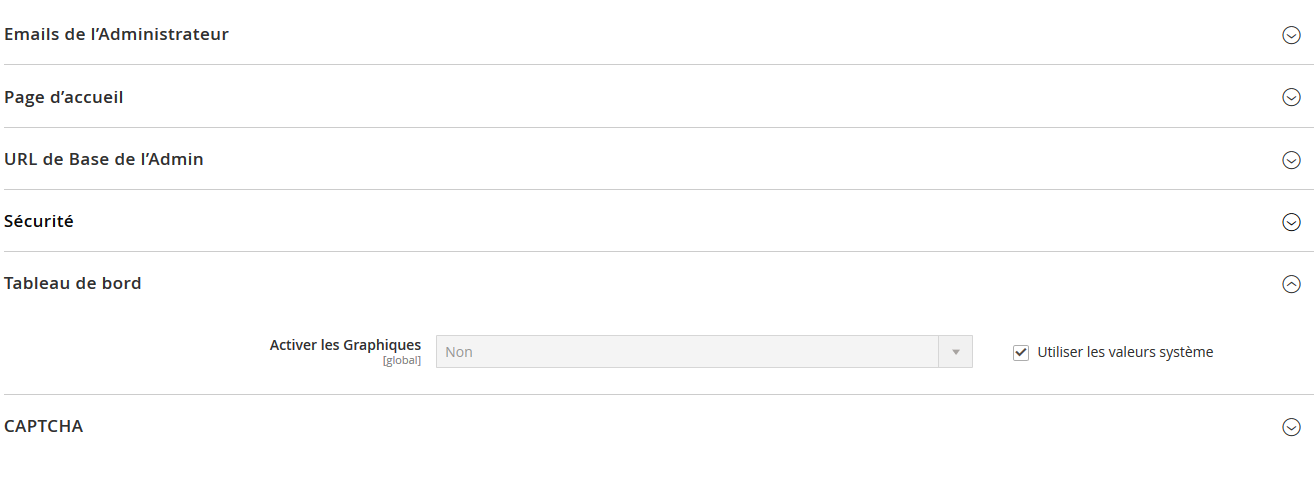 Emails de l’Administrateur
Page d’accueil
URL de Base de l’Admin
Sécurité
Tableau de bord
Activer les Graphiques
[global]
Non
Utiliser les valeurs système
CAPTCHA